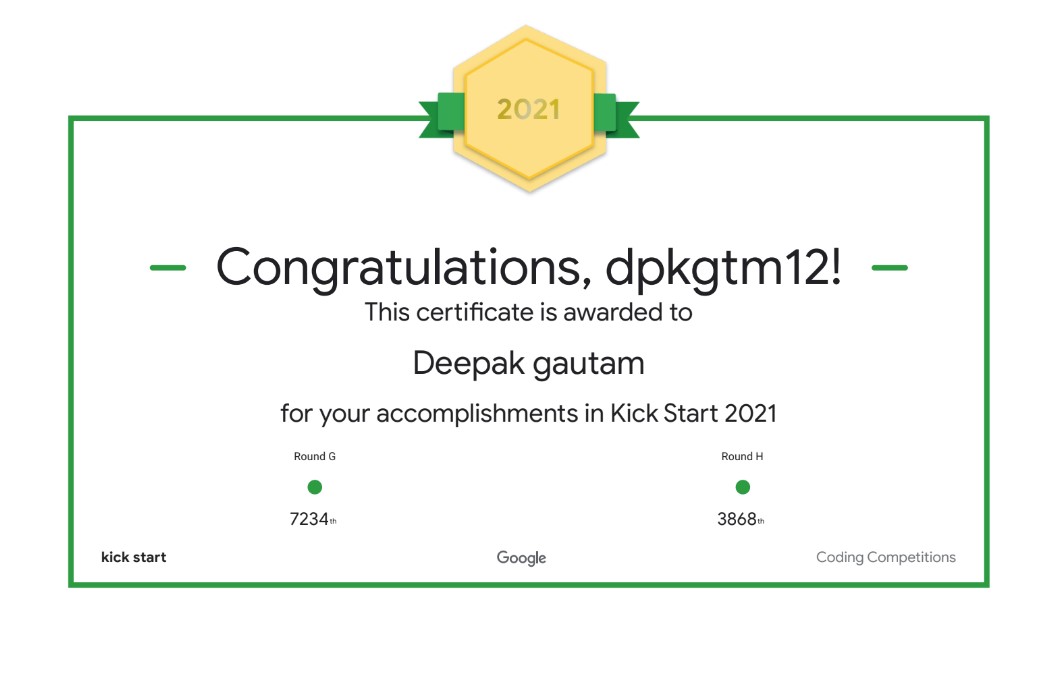 2021
Congratulations, dpkgtm12!
This certificate is awarded to
Deepak gautam
for your accomplishments in Kick Start 2021
Round G
Round H
7234th
3868th
kick start
Google
Coding Competitions